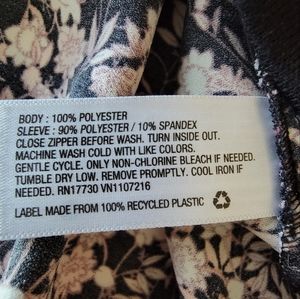 BODY : 100% POLYESTER
SLEEVE : 90% POLYESTER / 10% SPANDEX
CLOSE ZIPPER BEFORE WASH. TURN INSIDE OUT.
MACHINE WASH COLD WITH LIKE COLORS.
GENTLE CYCLE. ONLY NON-CHLORINE BLEACH IF NEEDED.
TUMBLE DRY LOW. REMOVE PROMPTLY. COOL IRON IF
NEEDED. RN17730 VN1107216
LABEL MADE FROM 100% RECYCLED PLASTIC